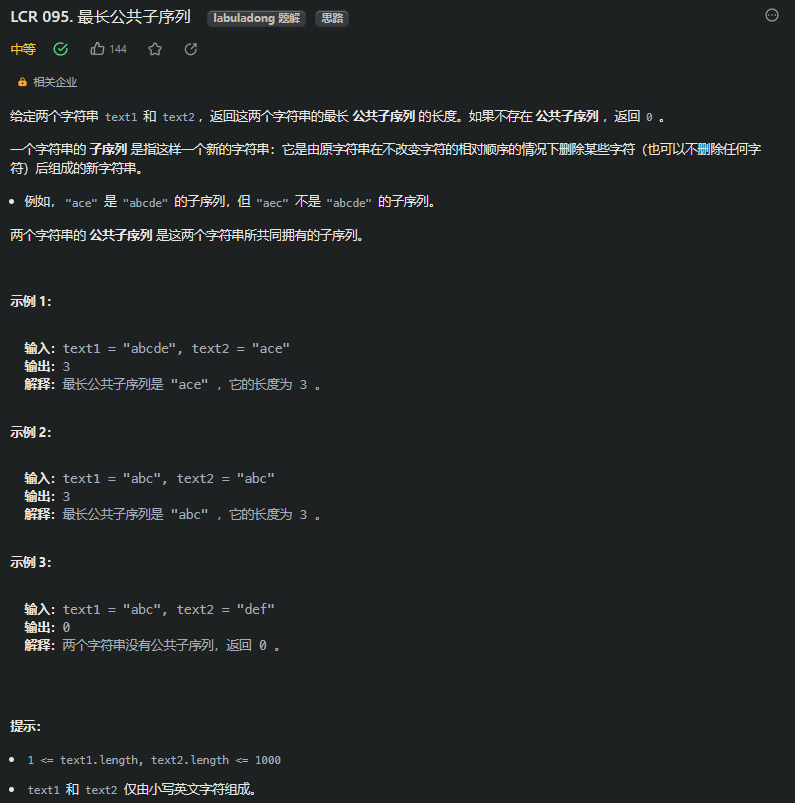 LCR 095. 最长公共子序列 labuladong 题解 思路
中等 144
相关企业
给定两个字符串 text1 和 text2，返回这两个字符串的最长 公共子序列 的长度。如果不存在 公共子序列 ，返回 0 。
一个字符串的 子序列 是指这样一个新的字符串：它是由原字符串在不改变字符的相对顺序的情况下删除某些字符（也可以不删除任何字
符）后组成的新字符串。
• 例如，"ace" 是 "abcde" 的子序列，但 "aec" 不是 "abcde" 的子序列。
两个字符串的 公共子序列 是这两个字符串所共同拥有的子序列。
示例 1：
输入：text1 = "abcde", text2 = "ace"
输出：3
解释：最长公共子序列是 "ace" ，它的长度为 3 。
示例 2：
输入：text1 = "abc", text2 = "abc"
输出：3
解释：最长公共子序列是 "abc" ，它的长度为 3 。
示例 3：
输入：text1 = "abc", text2 = "def"
输出：0
解释：两个字符串没有公共子序列，返回 0 。
提示：
• 1 <= text1.length, text2.length <= 1000
• text1 和 text2 仅由小写英文字符组成。